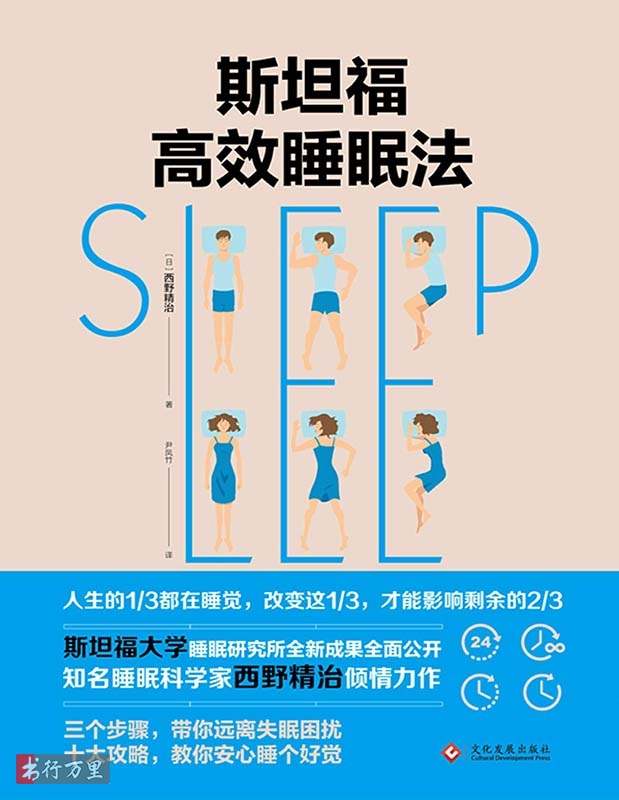 斯坦福
高效睡眠法
SLEEP
[日]西野精治
著
尹凤竹
译
人生的1/3都在睡觉，改变这1/3，才能影响剩余的2/3
斯坦福大学睡眠研究所全新成果全面公开
知名睡眠科学家西野精治倾情力作
24
三个步骤，带你远离失眠困扰
十大攻略，教你安心睡个好觉
书行万里
文化发展出版社
Cultural Development Press